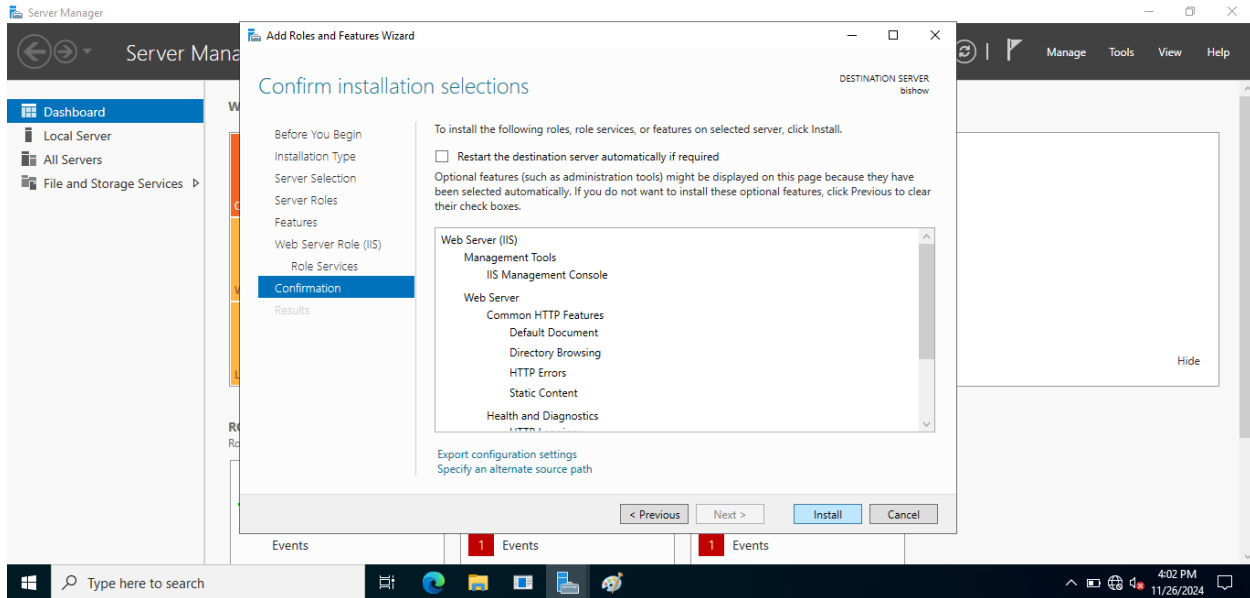 Server Manager
Server Mana
Manage Tools View Help
Dashboard
Local Server
All Servers
File and Storage Services
Add Roles and Features Wizard
Confirm installation selections
DESTINATION SERVER
bishow
Before You Begin
Installation Type
Server Selection
Server Roles
Features
Web Server Role (IIS)
Role Services
Confirmation
Results
To install the following roles, role services, or features on selected server, click Install.
Restart the destination server automatically if required
Optional features (such as administration tools) might be displayed on this page because they have
been selected automatically. If you do not want to install these optional features, click Previous to clear
their check boxes.
Web Server (IIS)
Management Tools
IIS Management Console
Web Server
Common HTTP Features
Default Document
Directory Browsing
HTTP Errors
Static Content
Health and Diagnostics
Export configuration settings
Specify an alternate source path
< Previous Next > Install Cancel
Hide
Events
1 Events
1 Events
Type here to search
4:02 PM
11/26/2024